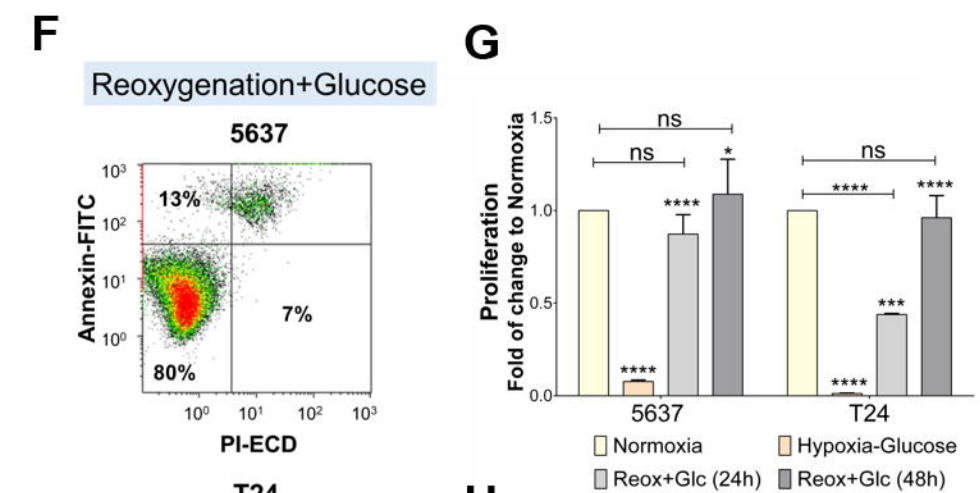 F
Reoxygenation+Glucose
5637
10³
10²
10¹
10⁰
13%
7%
80%
Annexin-FITC
10⁰ 10¹ 10² 10³
PI-ECD
T24
G
Proliferation
Fold of change to Normoxia
1.5
1.0
0.5
0.0
ns
ns
*
****
****
ns
****
****
***
****
5637 T24
Normoxia Hypoxia-Glucose
Reox+Glc (24h) Reox+Glc (48h)